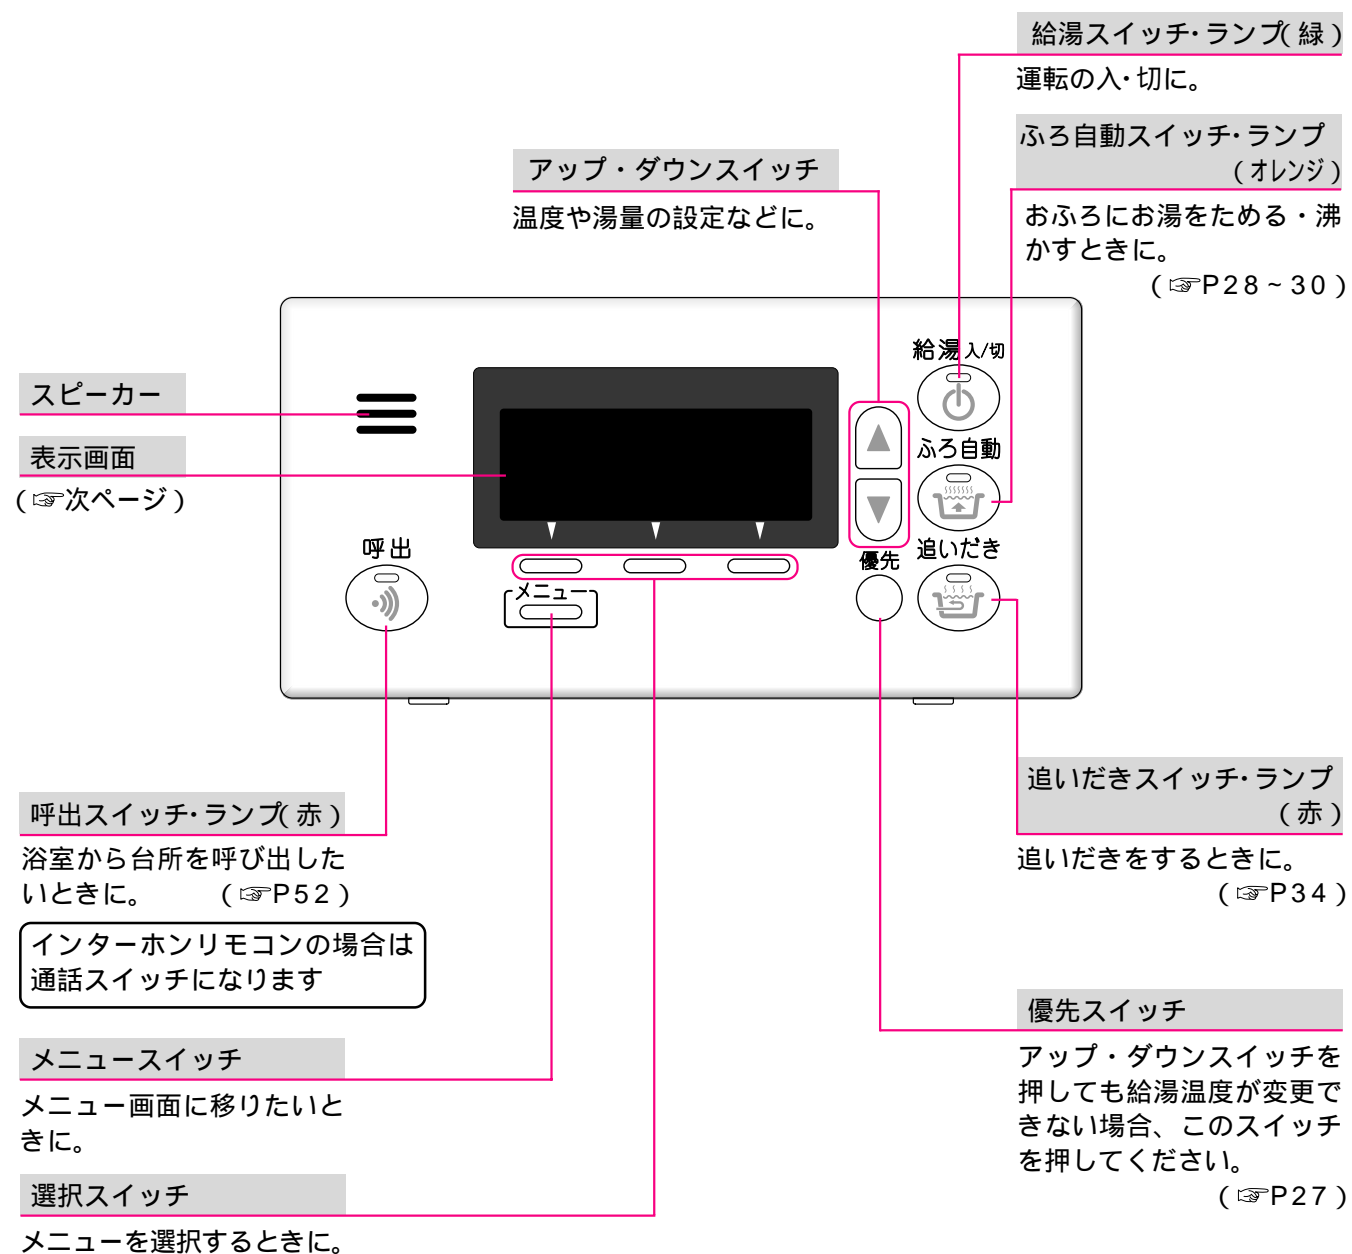 給湯スイッチ･ランプ(緑)
運転の入･切に。
ふろ自動スイッチ･ランプ
(オレンジ)
おふろにお湯をためる・沸
かすときに。
(☞P28~30)
アップ・ダウンスイッチ
温度や湯量の設定などに。
スピーカー
表示画面
(☞次ページ)
給湯入/切
ふろ自動
追いだき
優先
呼出
メニュー
呼出スイッチ･ランプ(赤)
浴室から台所を呼び出した
いときに。 (☞P52)
インターホンリモコンの場合は
通話スイッチになります
メニュースイッチ
メニュー画面に移りたいと
きに。
選択スイッチ
メニューを選択するときに。
追いだきスイッチ･ランプ
(赤)
追いだきをするときに。
(☞P34)
優先スイッチ
アップ・ダウンスイッチを
押しても給湯温度が変更で
きない場合、このスイッチ
を押してください。
(☞P27)